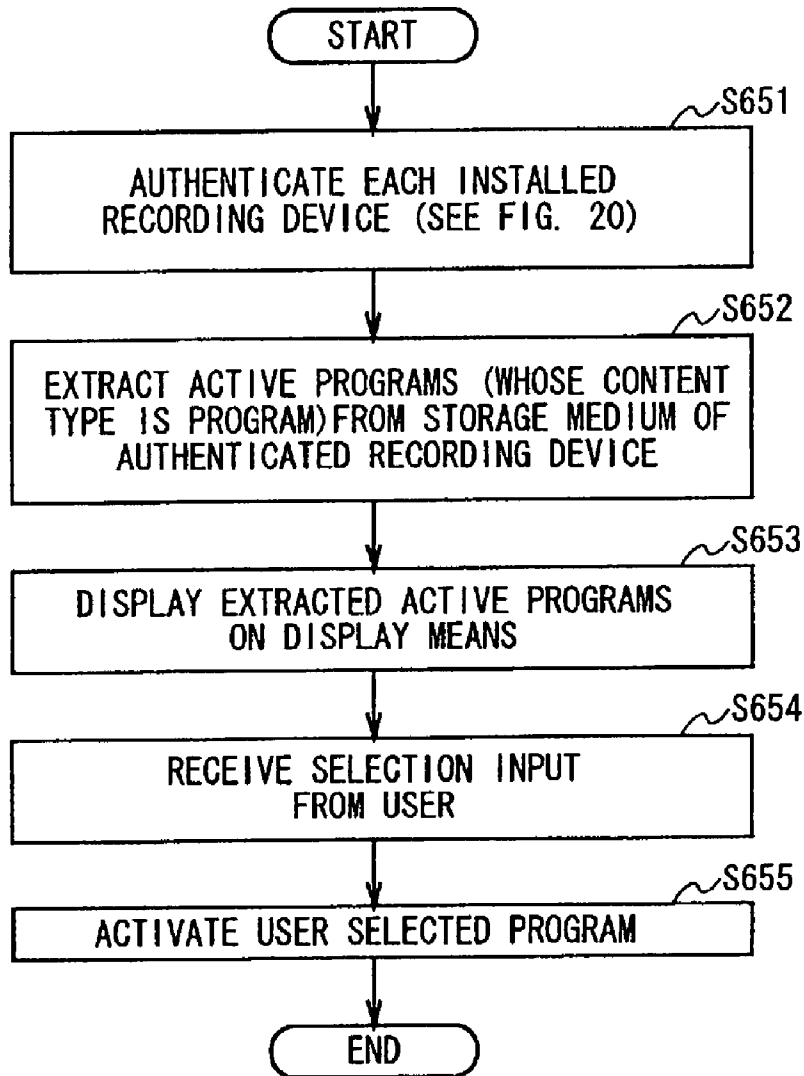 START
S651
AUTHENTICATE EACH INSTALLED
RECORDING DEVICE (SEE FIG. 20)
S652
EXTRACT ACTIVE PROGRAMS (WHOSE CONTENT
TYPE IS PROGRAM)FROM STORAGE MEDIUM OF
AUTHENTICATED RECORDING DEVICE
S653
DISPLAY EXTRACTED ACTIVE PROGRAMS
ON DISPLAY MEANS
S654
RECEIVE SELECTION INPUT
FROM USER
S655
ACTIVATE USER SELECTED PROGRAM
END